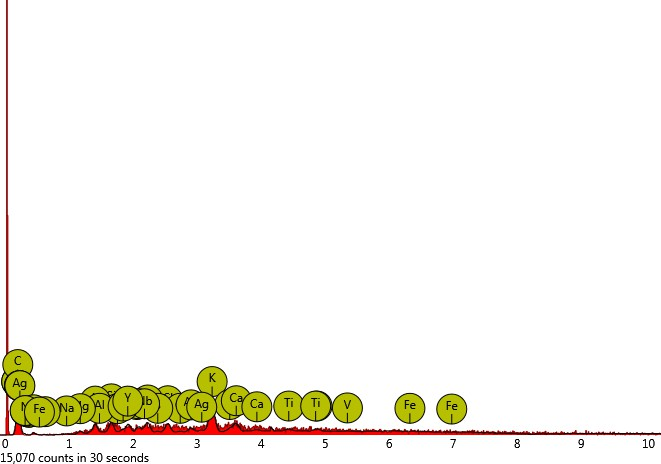 C
Ag
Fe
Na
Al
Y
Ag
K
Ca
Ca
Ti
Ti
V
Fe
Fe
0 1 2 3 4 5 6 7 8 9 10
15,070 counts in 30 seconds